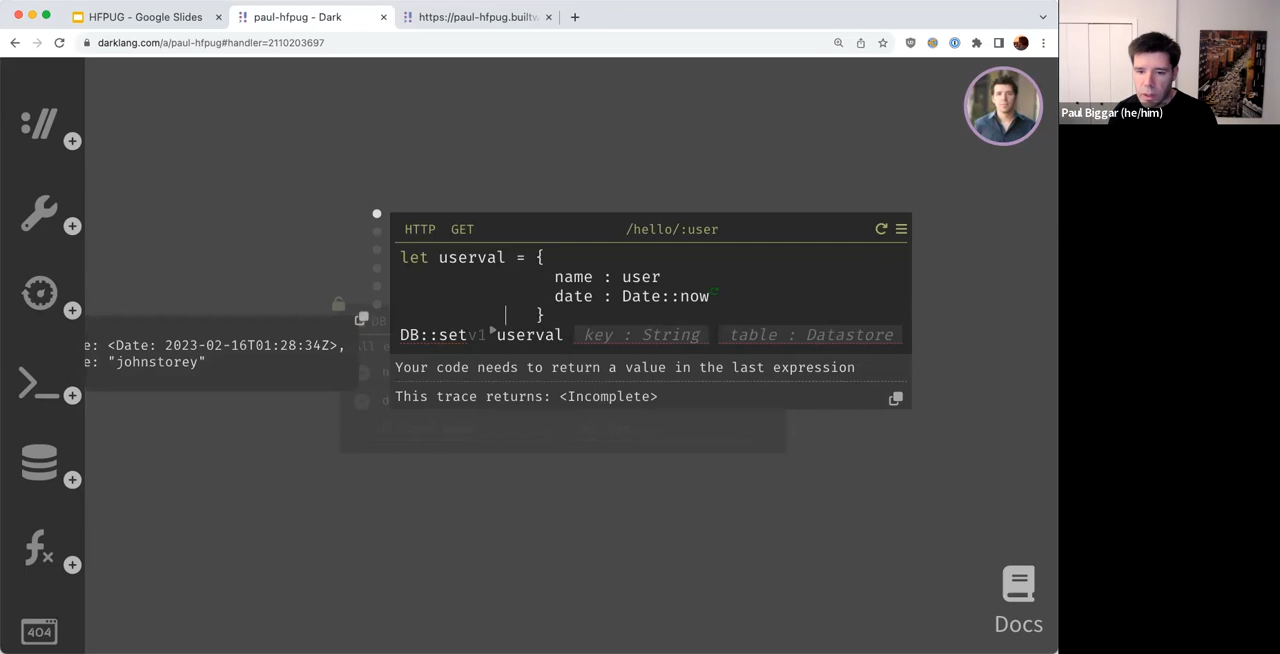 HFPUG - Google Slides
paul-hfpug - Dark
https://paul-hfpug.builtw
darklang.com/a/paul-hfpug#handler=2110203697
Paul Biggar (he/him)
HTTP GET /hello/:user
let userval = {
name : user
date : Date::now
}
DB::setv1 userval key : String table : Datastore
Your code needs to return a value in the last expression
This trace returns: <Incomplete>
e: <Date: 2023-02-16T01:28:34Z>,
e: "johnstorey"
DB
All e
n
d
404
Docs